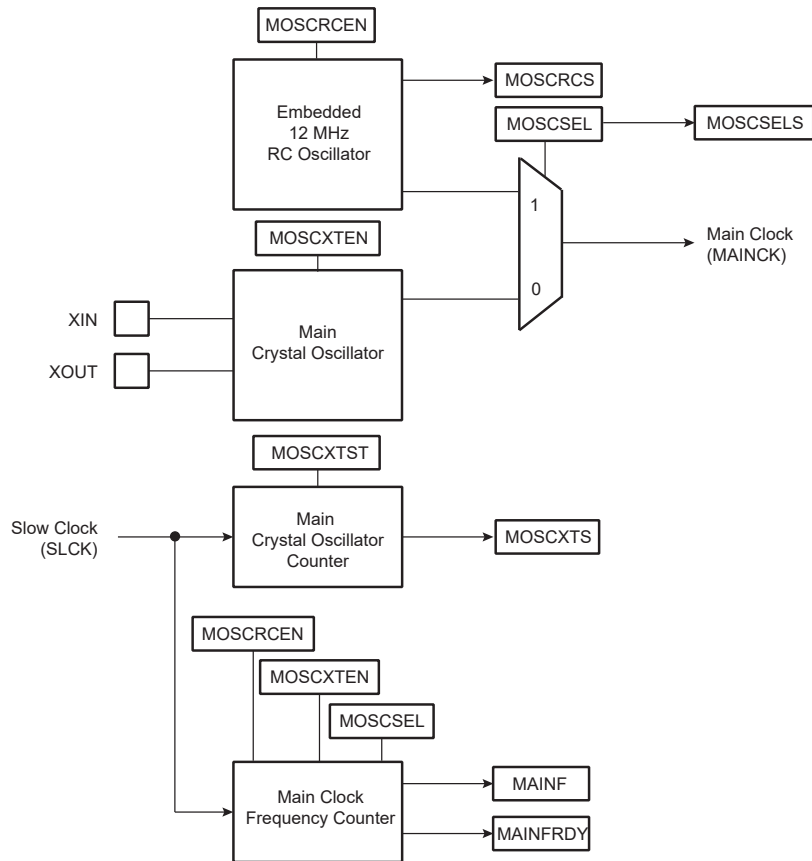 MOSCRCEN
Embedded
12 MHz
RC Oscillator
MOSCRCS
MOSCSEL
MOSCSELS
1
0
Main Clock
(MAINCK)
MOSCXTEN
XIN
XOUT
Main
Crystal Oscillator
MOSCXTST
Slow Clock
(SLCK)
Main
Crystal Oscillator
Counter
MOSCXTS
MOSCRCEN
MOSCXTEN
MOSCSEL
Main Clock
Frequency Counter
MAINF
MAINFRDY